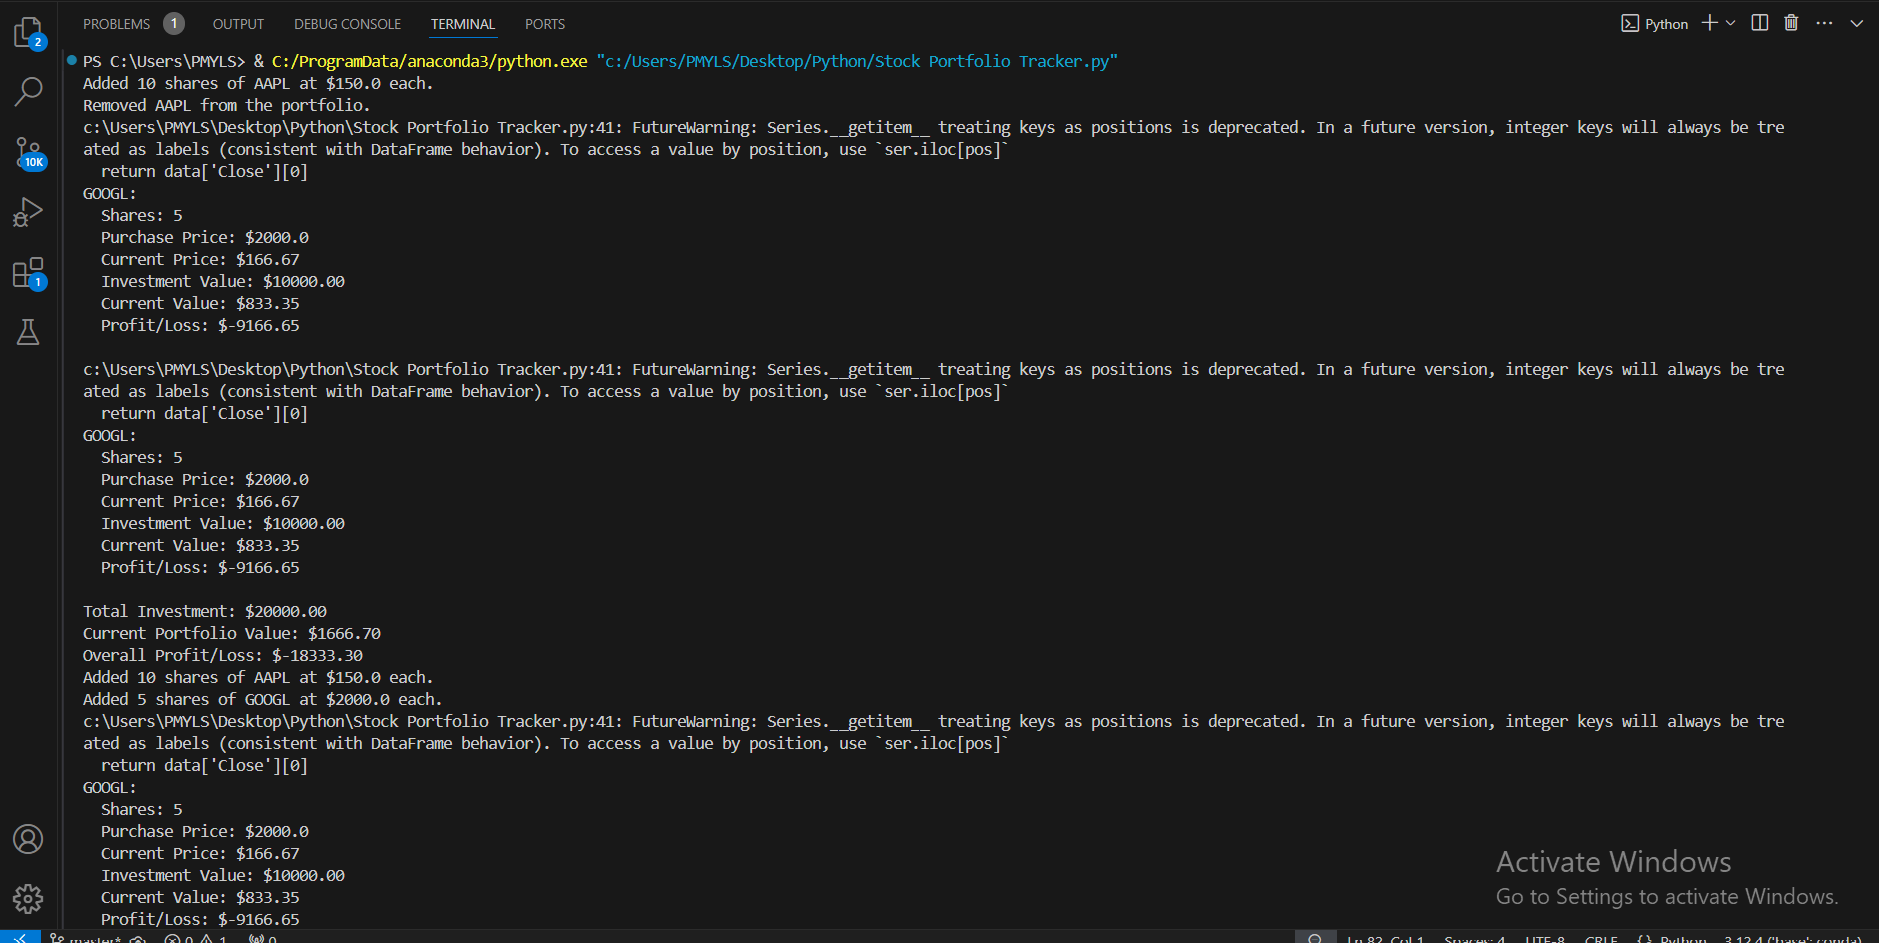 PROBLEMS 1 OUTPUT DEBUG CONSOLE TERMINAL PORTS Python
2
10K
1
PS C:\Users\PMYLS> & C:/ProgramData/anaconda3/python.exe "c:/Users/PMYLS/Desktop/Python/Stock Portfolio Tracker.py"
Added 10 shares of AAPL at $150.0 each.
Removed AAPL from the portfolio.
c:\Users\PMYLS\Desktop\Python\Stock Portfolio Tracker.py:41: FutureWarning: Series.__getitem__ treating keys as positions is deprecated. In a future version, integer keys will always be tre
ated as labels (consistent with DataFrame behavior). To access a value by position, use `ser.iloc[pos]`
  return data['Close'][0]
GOOGL:
  Shares: 5
  Purchase Price: $2000.0
  Current Price: $166.67
  Investment Value: $10000.00
  Current Value: $833.35
  Profit/Loss: $-9166.65
c:\Users\PMYLS\Desktop\Python\Stock Portfolio Tracker.py:41: FutureWarning: Series.__getitem__ treating keys as positions is deprecated. In a future version, integer keys will always be tre
ated as labels (consistent with DataFrame behavior). To access a value by position, use `ser.iloc[pos]`
  return data['Close'][0]
GOOGL:
  Shares: 5
  Purchase Price: $2000.0
  Current Price: $166.67
  Investment Value: $10000.00
  Current Value: $833.35
  Profit/Loss: $-9166.65
Total Investment: $20000.00
Current Portfolio Value: $1666.70
Overall Profit/Loss: $-18333.30
Added 10 shares of AAPL at $150.0 each.
Added 5 shares of GOOGL at $2000.0 each.
c:\Users\PMYLS\Desktop\Python\Stock Portfolio Tracker.py:41: FutureWarning: Series.__getitem__ treating keys as positions is deprecated. In a future version, integer keys will always be tre
ated as labels (consistent with DataFrame behavior). To access a value by position, use `ser.iloc[pos]`
  return data['Close'][0]
GOOGL:
  Shares: 5
  Purchase Price: $2000.0
  Current Price: $166.67
  Investment Value: $10000.00
  Current Value: $833.35
  Profit/Loss: $-9166.65
Activate Windows
Go to Settings to activate Windows.
master* 0 1 0 Ln 82, Col 1 Spaces: 4 UTF-8 CRLF {} Python 3.12.4 ('base': conda)